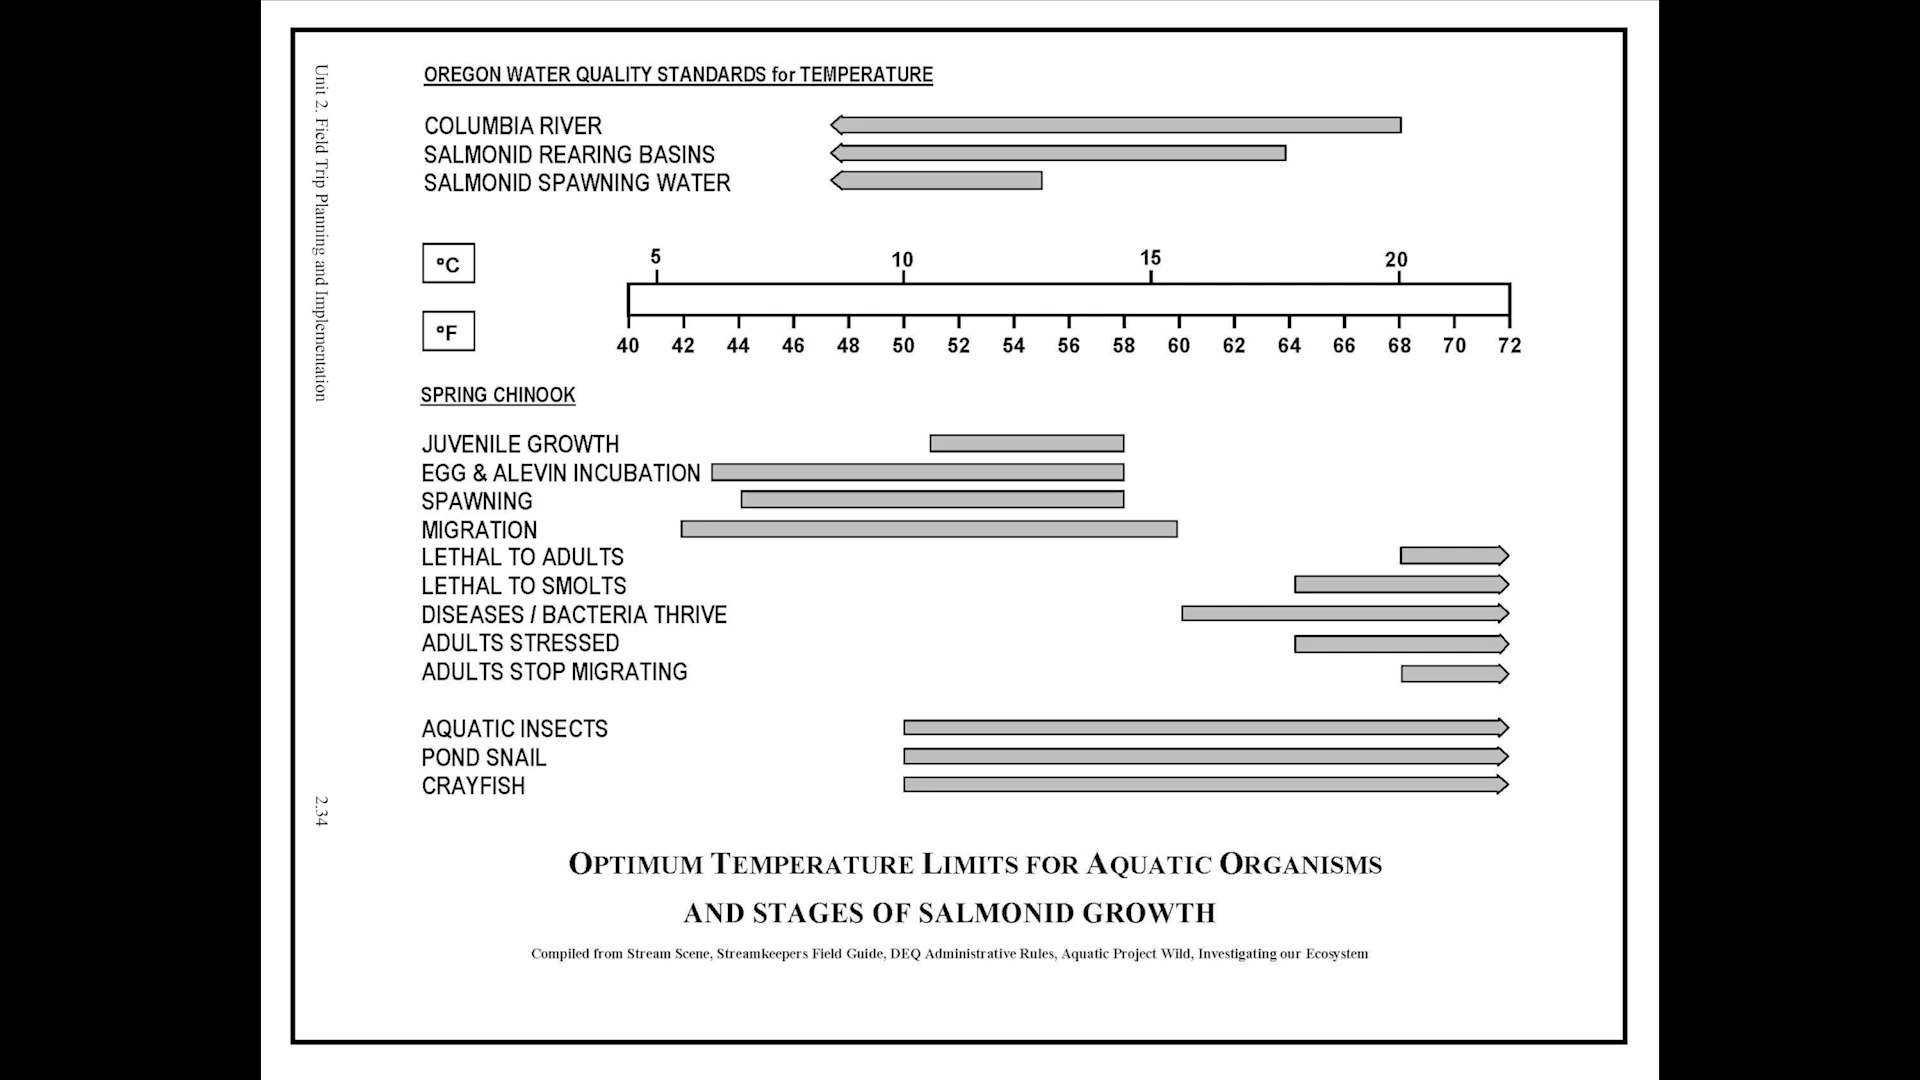 Unit 2. Field Trip Planning and Implementation
2.34
OREGON WATER QUALITY STANDARDS for TEMPERATURE
COLUMBIA RIVER
SALMONID REARING BASINS
SALMONID SPAWNING WATER
°C
5 10 15 20
°F
40 42 44 46 48 50 52 54 56 58 60 62 64 66 68 70 72
SPRING CHINOOK
JUVENILE GROWTH
EGG & ALEVIN INCUBATION
SPAWNING
MIGRATION
LETHAL TO ADULTS
LETHAL TO SMOLTS
DISEASES / BACTERIA THRIVE
ADULTS STRESSED
ADULTS STOP MIGRATING
AQUATIC INSECTS
POND SNAIL
CRAYFISH
OPTIMUM TEMPERATURE LIMITS FOR AQUATIC ORGANISMS
AND STAGES OF SALMONID GROWTH
Compiled from Stream Scene, Streamkeepers Field Guide, DEQ Administrative Rules, Aquatic Project Wild, Investigating our Ecosystem